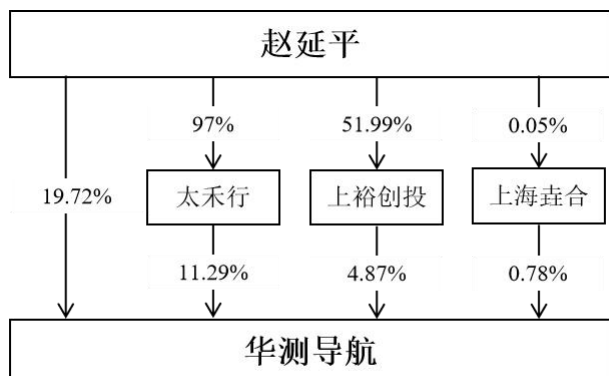 赵延平
97%
51.99%
0.05%
19.72%
太禾行
上裕创投
上海垚合
11.29%
4.87%
0.78%
华测导航